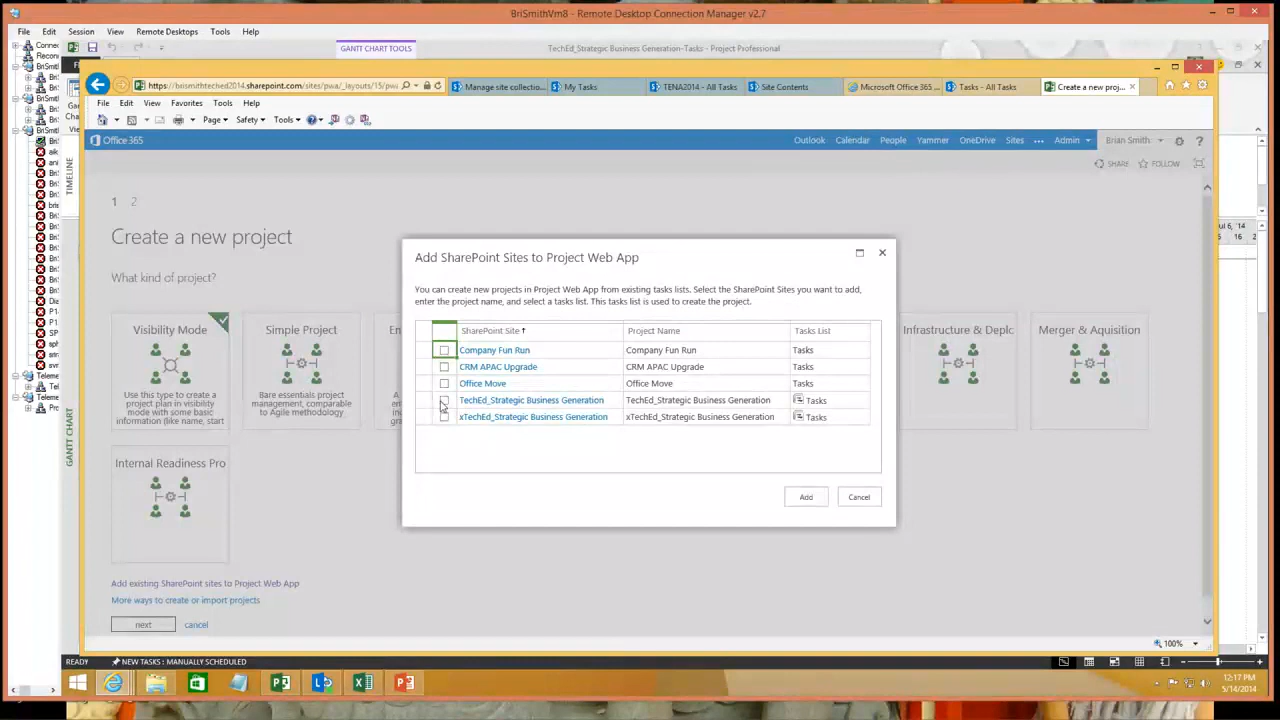 BriSmithVm8 - Remote Desktop Connection Manager v2.7
File Edit Session View Remote Desktops Tools Help
GANTT CHART TOOLS
TechEd_Strategic Business Generation-Tasks - Project Professional
https://brismithteched2014.sharepoint.com/sites/pwa/_layouts/15/pwa
Manage site collectio...
My Tasks
TENA2014 - All Tasks
Site Contents
Microsoft Office 365 ...
Tasks - All Tasks
Create a new proj...
File Edit View Favorites Tools Help
Page Safety Tools
Office 365
Outlook Calendar People Yammer OneDrive Sites ... Admin Brian Smith ?
SHARE FOLLOW
TIMELINE
1 2
Create a new project
What kind of project?
Add SharePoint Sites to Project Web App
You can create new projects in Project Web App from existing tasks lists. Select the SharePoint Sites you want to add,
enter the project name, and select a tasks list. This tasks list is used to create the project.
SharePoint Site Project Name Tasks List
Company Fun Run Company Fun Run Tasks
CRM APAC Upgrade CRM APAC Upgrade Tasks
Office Move Office Move Tasks
TechEd_Strategic Business Generation TechEd_Strategic Business Generation Tasks
xTechEd_Strategic Business Generation xTechEd_Strategic Business Generation Tasks
Add Cancel
Visibility Mode
Use this type to create a
project plan in visibility
mode with some basic
information (like name, start
Simple Project
Bare essentials project
management, comparable
to Agile methodology.
Infrastructure & Deplc
Merger & Aquisition
Internal Readiness Pro
GANTT CHART
Add existing SharePoint sites to Project Web App
More ways to create or import projects
next cancel
100%
READY NEW TASKS : MANUALLY SCHEDULED
12:17 PM
5/14/2014